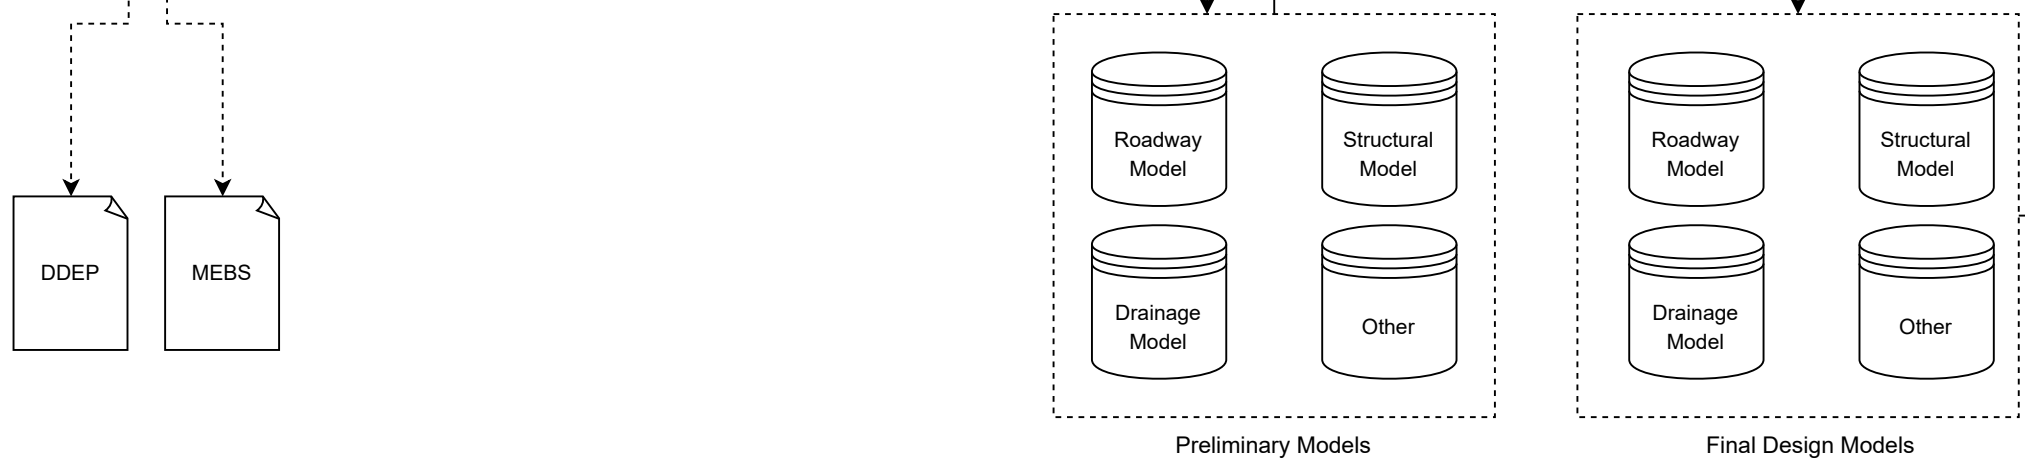 DDEP
MEBS
Roadway
Model
Structural
Model
Drainage
Model
Other
Preliminary Models
Roadway
Model
Structural
Model
Drainage
Model
Other
Final Design Models